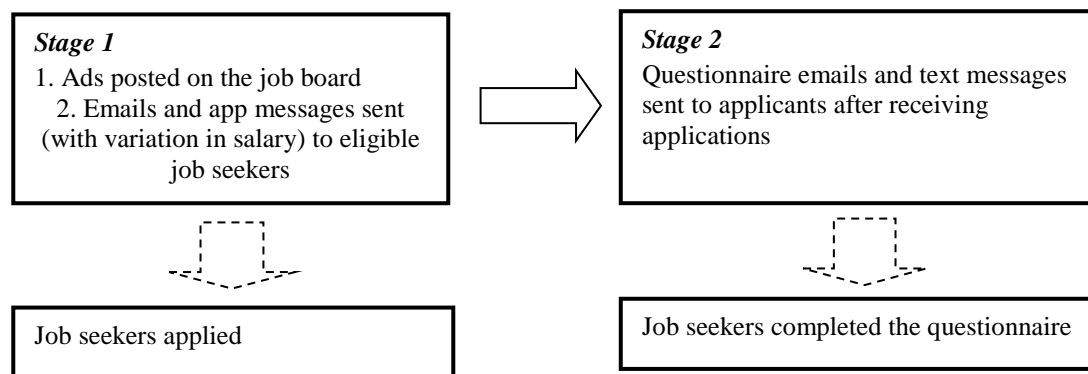 Stage 1
1. Ads posted on the job board
2. Emails and app messages sent
(with variation in salary) to eligible
job seekers
Stage 2
Questionnaire emails and text messages
sent to applicants after receiving
applications
Job seekers applied
Job seekers completed the questionnaire